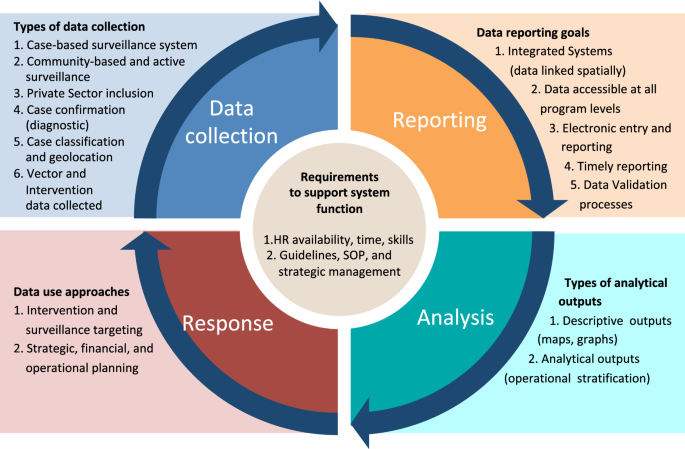 Types of data collection
1. Case-based surveillance system
2. Community-based and active
surveillance
3. Private Sector inclusion
4. Case confirmation
(diagnostic)
5. Case classification
and geolocation
6. Vector and
Intervention
data collected
Data
collection
Reporting
Data reporting goals
1. Integrated Systems
(data linked spatially)
2. Data accessible at all
program levels
3. Electronic entry and
reporting
4. Timely reporting
5. Data Validation
processes
Requirements
to support system
function
1.HR availability, time, skills
2. Guidelines, SOP, and
strategic management
Data use approaches
1. Intervention and
surveillance targeting
2. Strategic, financial, and
operational planning
Response
Analysis
Types of analytical
outputs
1. Descriptive outputs
(maps, graphs)
2. Analytical outputs
(operational stratification)